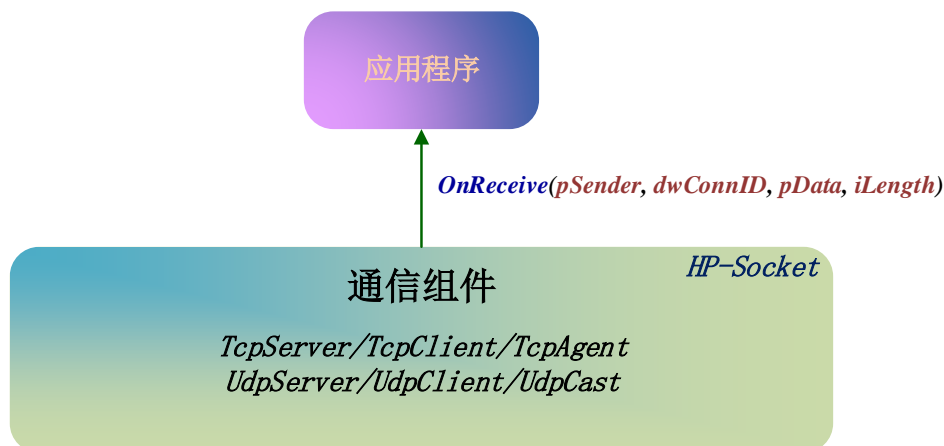 应用程序
OnReceive(pSender, dwConnID, pData, iLength)
HP-Socket
通信组件
TcpServer/TcpClient/TcpAgent
UdpServer/UdpClient/UdpCast